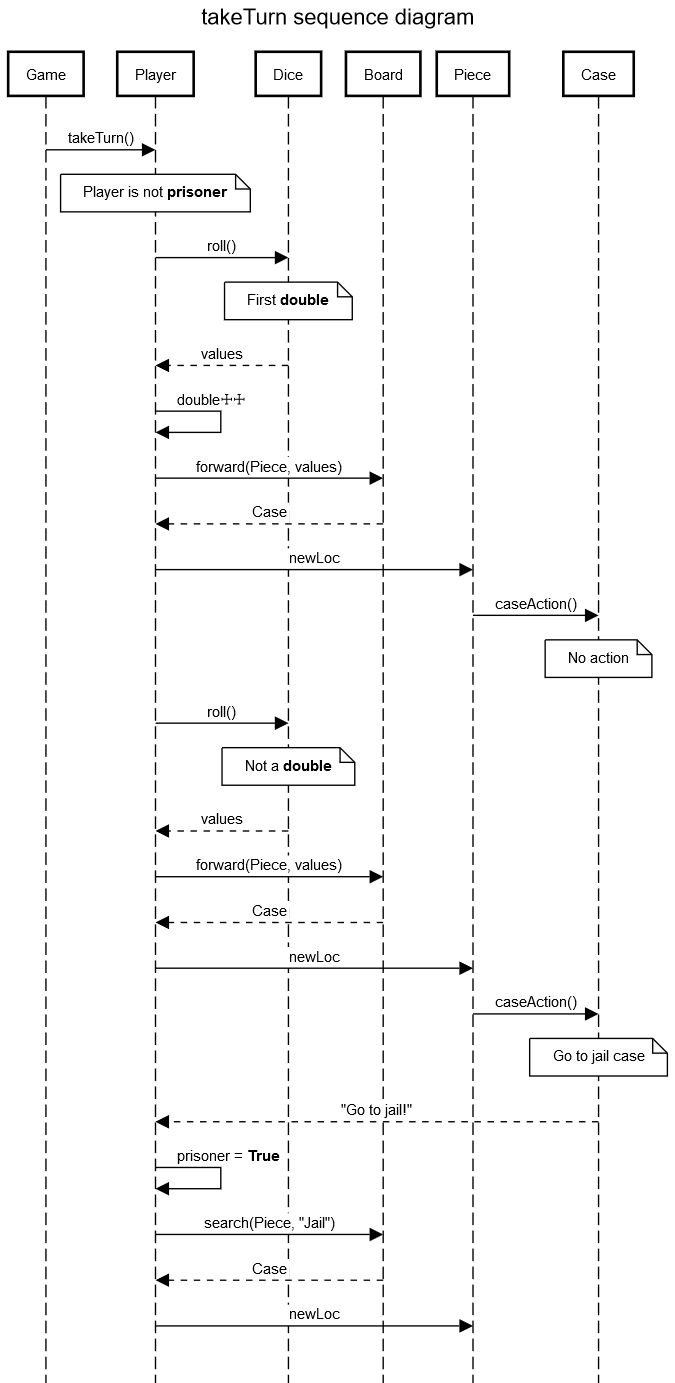 takeTurn sequence diagram
Game
Player
Dice
Board
Piece
Case
takeTurn()
Player is not prisoner
roll()
First double
values
double☩☩
forward(Piece, values)
Case
newLoc
caseAction()
No action
roll()
Not a double
values
forward(Piece, values)
Case
newLoc
caseAction()
Go to jail case
"Go to jail!"
prisoner = True
search(Piece, "Jail")
Case
newLoc